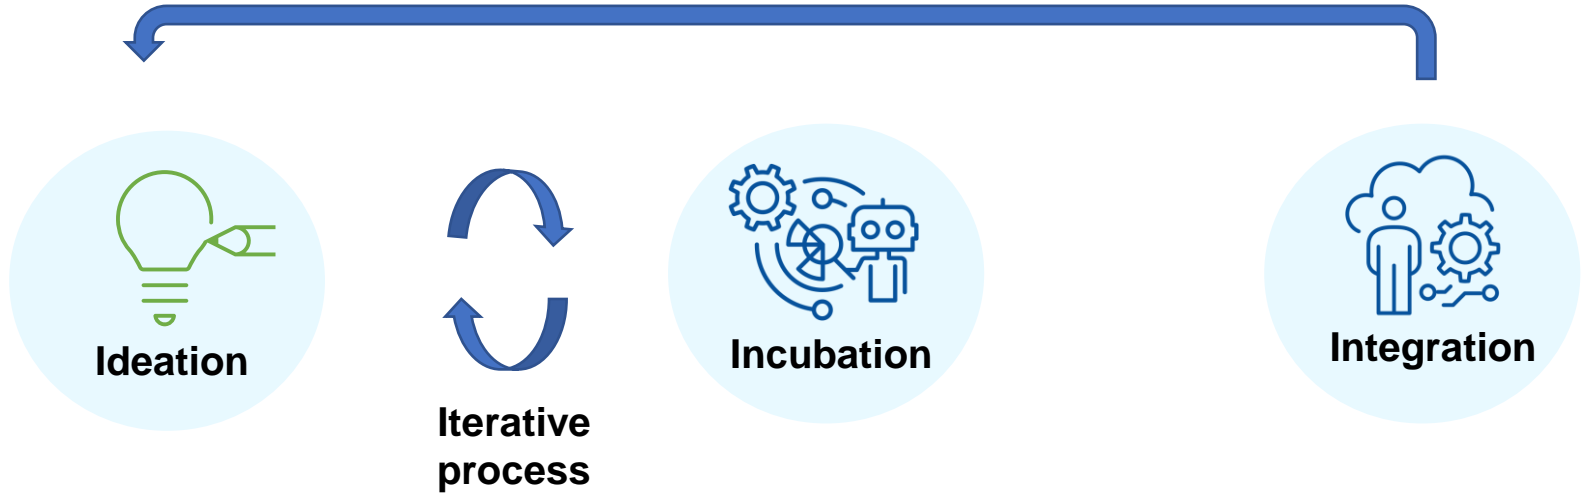 Ideation
Iterative
process
Incubation
Integration